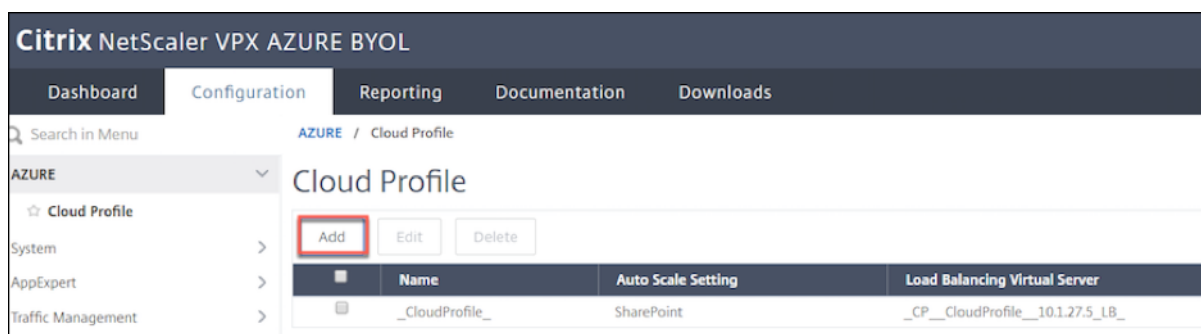 Citrix NetScaler VPX AZURE BYOL
Dashboard Configuration Reporting Documentation Downloads
Search in Menu
AZURE / Cloud Profile
AZURE
Cloud Profile
Cloud Profile
Add Edit Delete
System
AppExpert
Traffic Management
Name Auto Scale Setting Load Balancing Virtual Server
_CloudProfile_ SharePoint _CP__CloudProfile__10.1.27.5_LB_